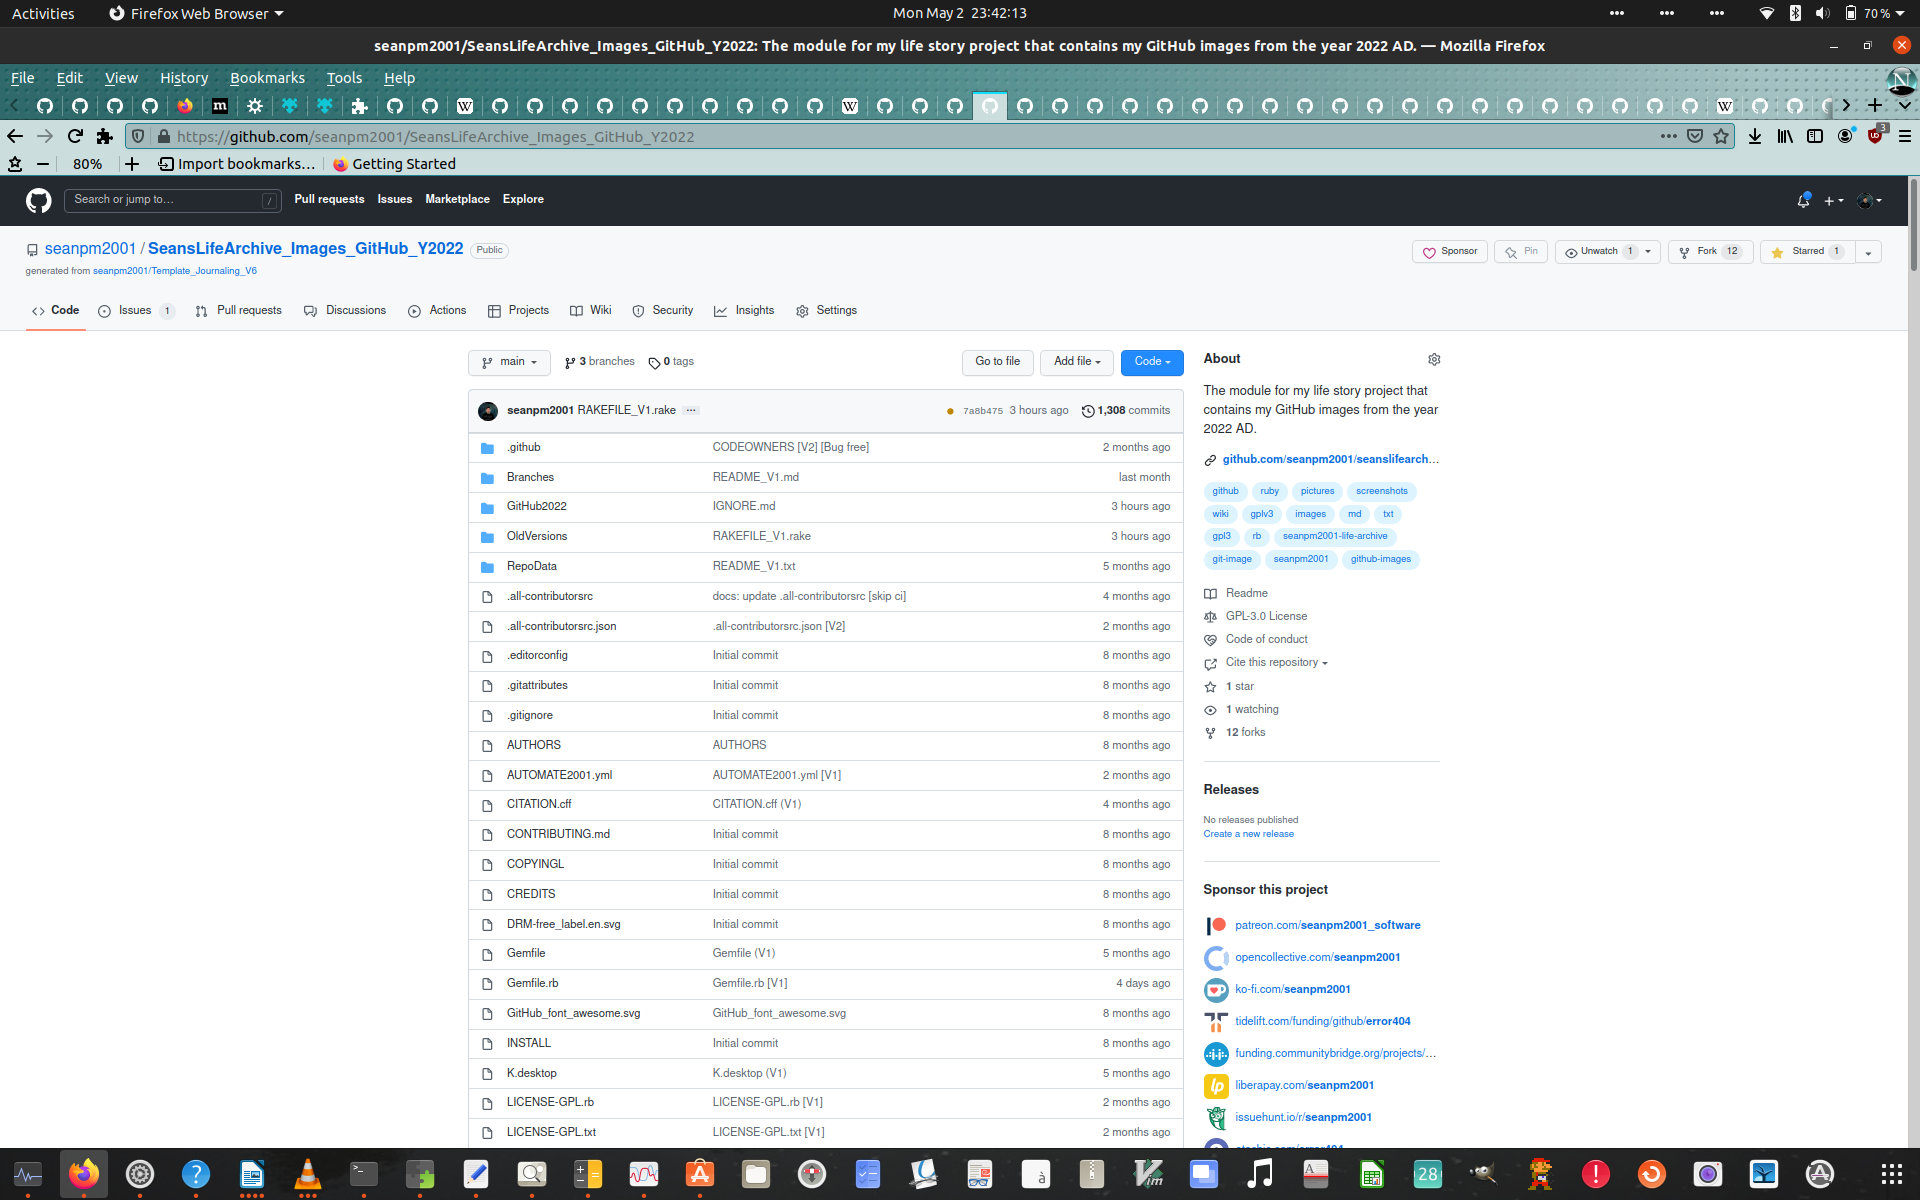 Activities Firefox Web Browser Mon May 2 23:42:13 70 %
seanpm2001/SeansLifeArchive_Images_GitHub_Y2022: The module for my life story project that contains my GitHub images from the year 2022 AD. — Mozilla Firefox
File Edit View History Bookmarks Tools Help
https://github.com/seanpm2001/SeansLifeArchive_Images_GitHub_Y2022 3
80% Import bookmarks… Getting Started
Search or jump to… / Pull requests Issues Marketplace Explore
seanpm2001 / SeansLifeArchive_Images_GitHub_Y2022 Public Sponsor Pin Unwatch 1 Fork 12 Starred 1
generated from seanpm2001/Template_Journaling_V6
Code Issues 1 Pull requests Discussions Actions Projects Wiki Security Insights Settings
main 3 branches 0 tags Go to file Add file Code
seanpm2001 RAKEFILE_V1.rake … 7a8b475 3 hours ago 1,308 commits
.github CODEOWNERS [V2] [Bug free] 2 months ago
Branches README_V1.md last month
GitHub2022 IGNORE.md 3 hours ago
OldVersions RAKEFILE_V1.rake 3 hours ago
RepoData README_V1.txt 5 months ago
.all-contributorsrc docs: update .all-contributorsrc [skip ci] 4 months ago
.all-contributorsrc.json .all-contributorsrc.json [V2] 2 months ago
.editorconfig Initial commit 8 months ago
.gitattributes Initial commit 8 months ago
.gitignore Initial commit 8 months ago
AUTHORS AUTHORS 8 months ago
AUTOMATE2001.yml AUTOMATE2001.yml [V1] 2 months ago
CITATION.cff CITATION.cff (V1) 4 months ago
CONTRIBUTING.md Initial commit 8 months ago
COPYINGL Initial commit 8 months ago
CREDITS Initial commit 8 months ago
DRM-free_label.en.svg Initial commit 8 months ago
Gemfile Gemfile (V1) 5 months ago
Gemfile.rb Gemfile.rb [V1] 4 days ago
GitHub_font_awesome.svg GitHub_font_awesome.svg 8 months ago
INSTALL Initial commit 8 months ago
K.desktop K.desktop (V1) 5 months ago
LICENSE-GPL.rb LICENSE-GPL.rb [V1] 2 months ago
LICENSE-GPL.txt LICENSE-GPL.txt [V1] 2 months ago
About
The module for my life story project that
contains my GitHub images from the year
2022 AD.
github.com/seanpm2001/seanslifearch…
github ruby pictures screenshots
wiki gplv3 images md txt
gpl3 rb seanpm2001-life-archive
git-image seanpm2001 github-images
Readme
GPL-3.0 License
Code of conduct
Cite this repository
1 star
1 watching
12 forks
Releases
No releases published
Create a new release
Sponsor this project
patreon.com/seanpm2001_software
opencollective.com/seanpm2001
ko-fi.com/seanpm2001
tidelift.com/funding/github/error404
funding.communitybridge.org/projects/…
liberapay.com/seanpm2001
issuehunt.io/r/seanpm2001
28